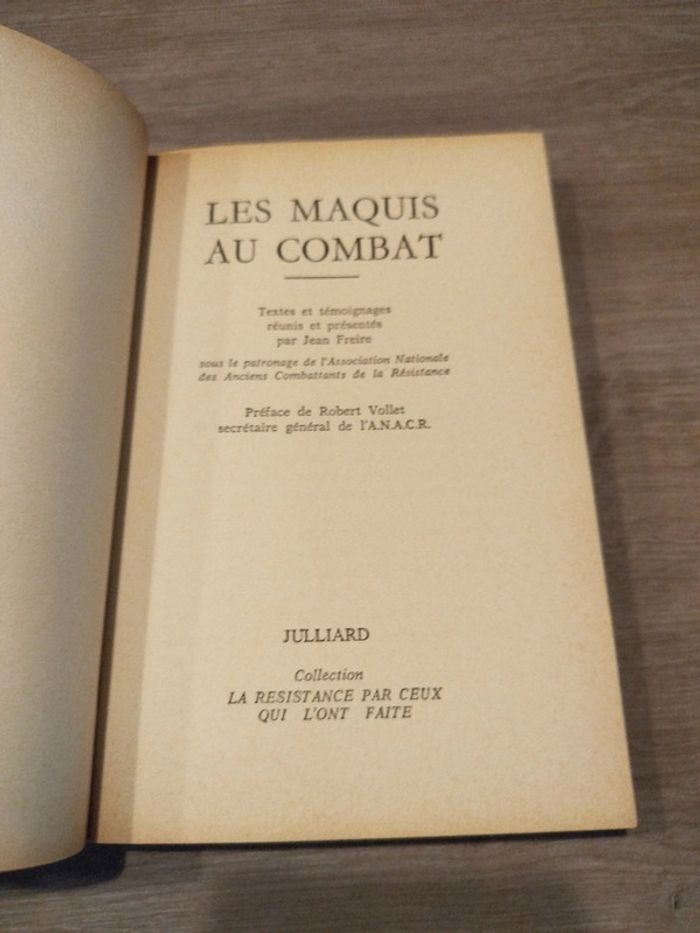 LES MAQUIS
AU COMBAT
Textes et témoignages
réunis et présentés
par Jean Freire
sous le patronage de l'Association Nationale
des Anciens Combattants de la Résistance
Préface de Robert Vollet
secrétaire général de l'A.N.A.C.R.
JULLIARD
Collection
LA RESISTANCE PAR CEUX
QUI L'ONT FAITE